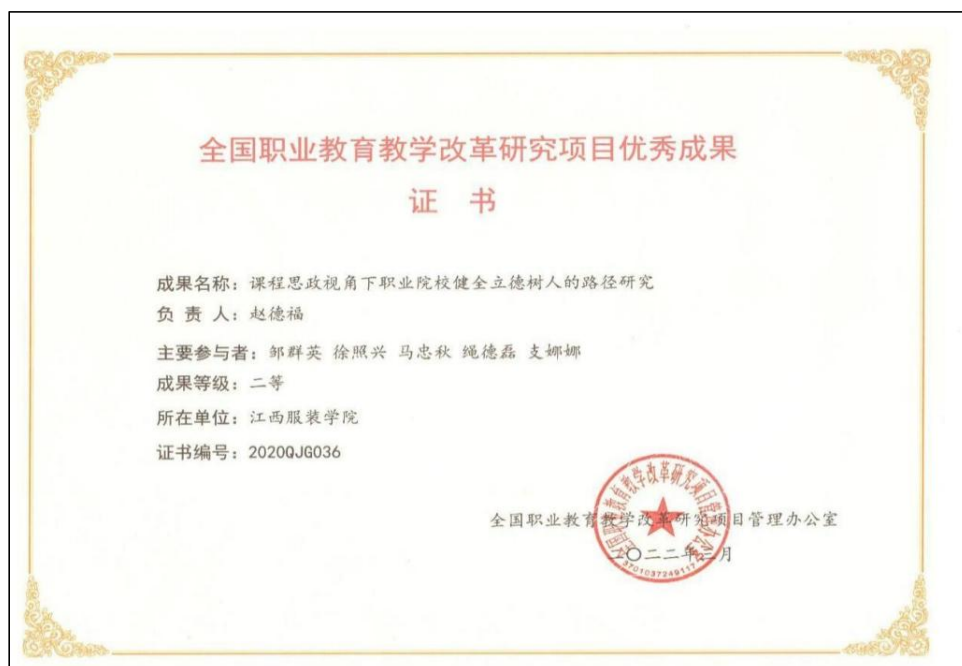 全国职业教育教学改革研究项目优秀成果
证 书
成果名称：课程思政视角下职业院校健全立德树人的路径研究
负 责 人：赵德福
主要参与者：邹群英 徐照兴 马忠秋 绳德磊 支娜娜
成果等级：二等
所在单位：江西服装学院
证书编号：2020QJG036
全国职业教育教学改革研究项目管理办公室
二〇二二年三月
3701037249117